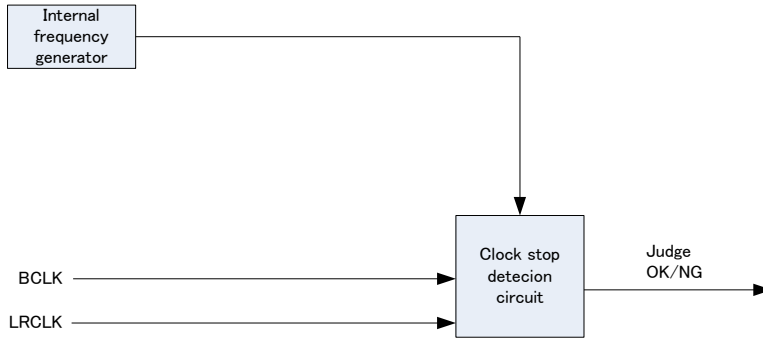 Internal
frequency
generator
Clock stop
detecion
circuit
Judge
OK/NG
BCLK
LRCLK